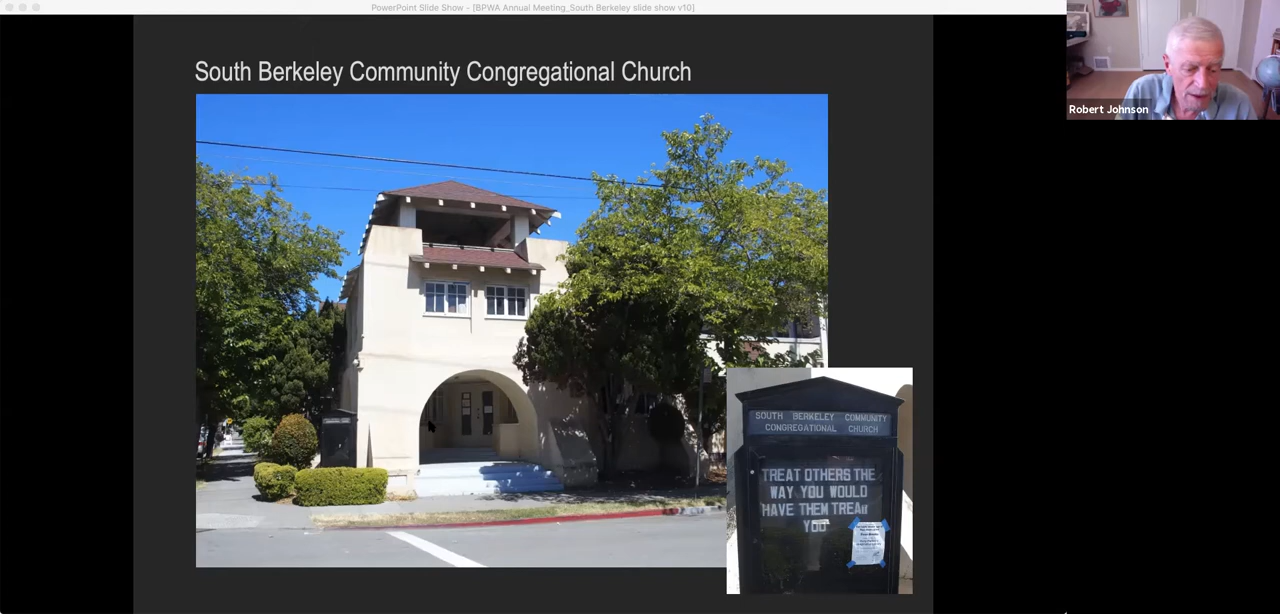 PowerPoint Slide Show - [BPWA Annual Meeting_South Berkeley slide show v10]
South Berkeley Community Congregational Church
Robert Johnson
SOUTH BERKELEY COMMUNITY
CONGREGATIONAL CHURCH
TREAT OTHERS THE
WAY YOU WOULD
HAVE THEM TREAT
YOU